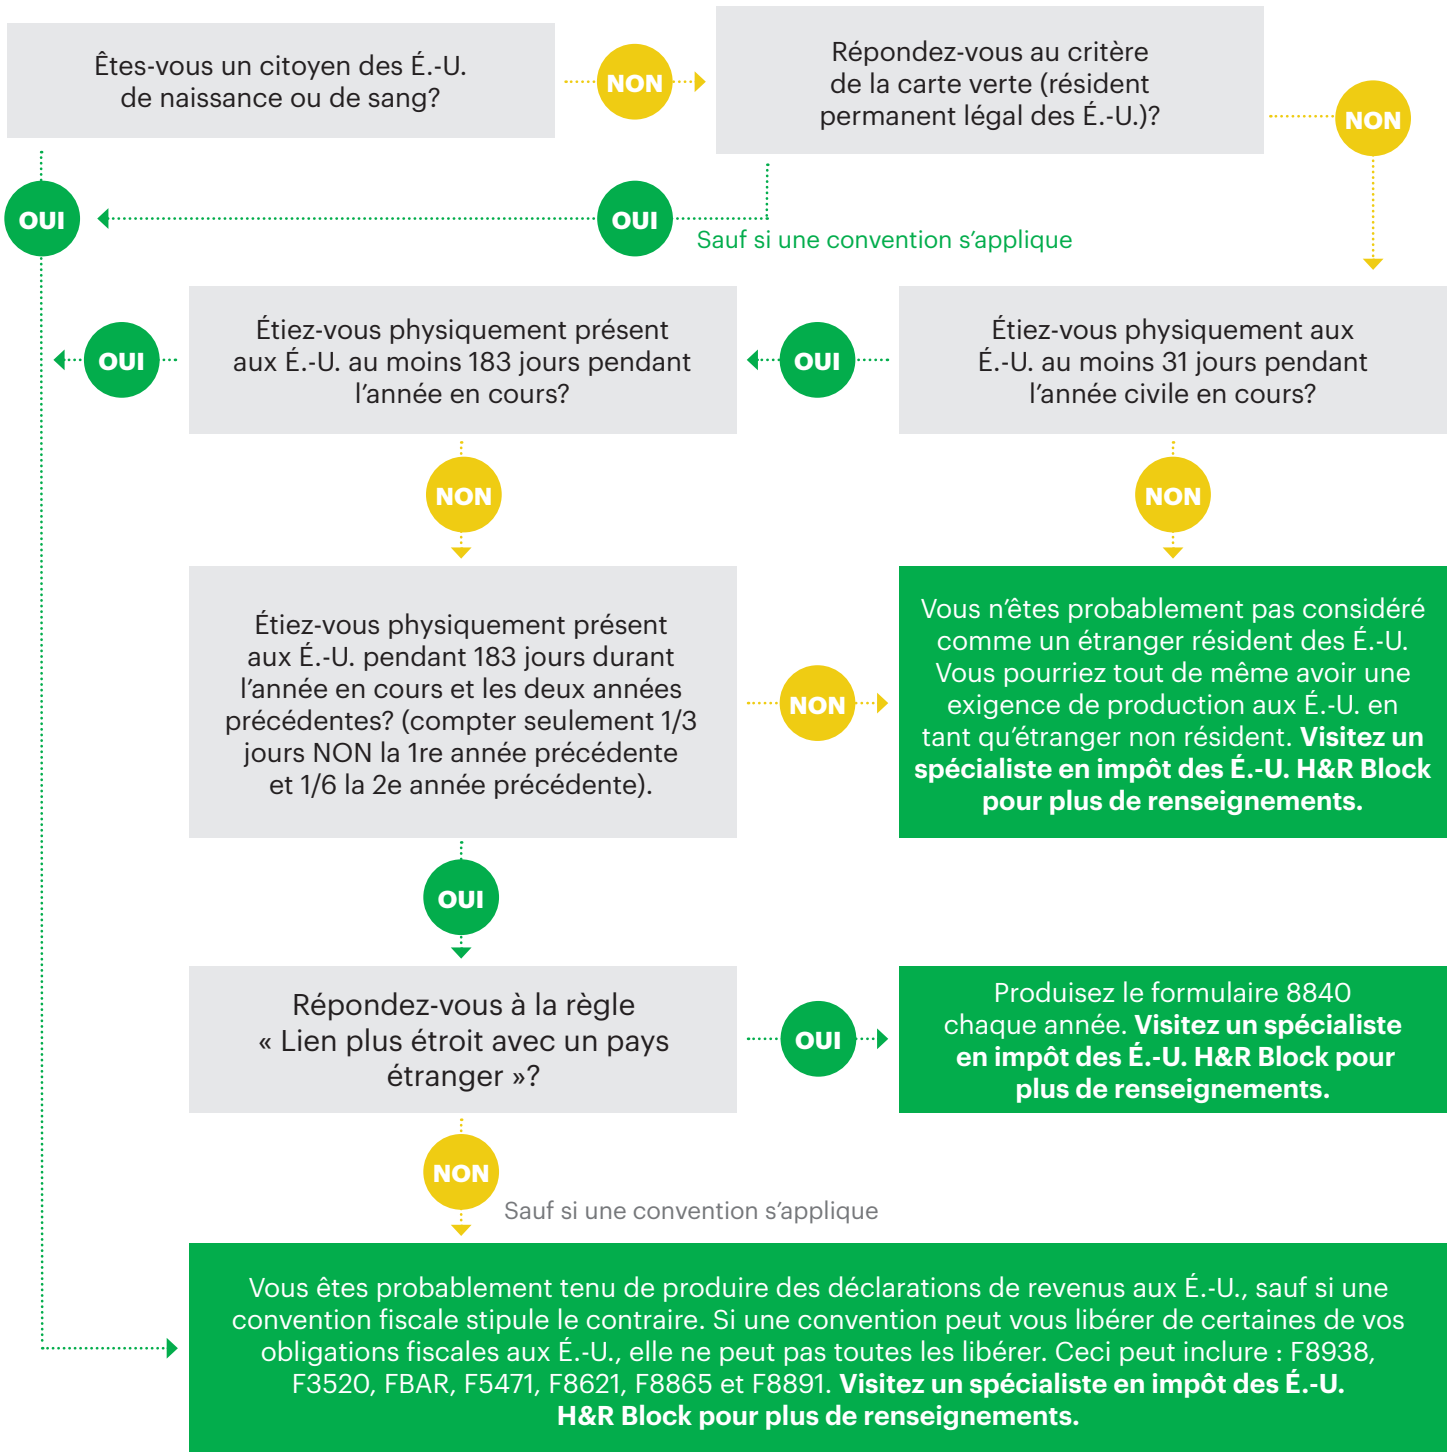 Êtes-vous un citoyen des É.-U.
de naissance ou de sang?
NON
Répondez-vous au critère
de la carte verte (résident
permanent légal des É.-U.)?
NON
OUI
OUI
Sauf si une convention s’applique
OUI
Étiez-vous physiquement présent
aux É.-U. au moins 183 jours pendant
l’année en cours?
OUI
Étiez-vous physiquement aux
É.-U. au moins 31 jours pendant
l’année civile en cours?
NON
NON
Étiez-vous physiquement présent
aux É.-U. pendant 183 jours durant
l’année en cours et les deux années
précédentes? (compter seulement 1/3
jours NON la 1re année précédente
et 1/6 la 2e année précédente).
NON
Vous n’êtes probablement pas considéré
comme un étranger résident des É.-U.
Vous pourriez tout de même avoir une
exigence de production aux É.-U. en
tant qu’étranger non résident. Visitez un
spécialiste en impôt des É.-U. H&R Block
pour plus de renseignements.
OUI
Répondez-vous à la règle
« Lien plus étroit avec un pays
étranger »?
OUI
Produisez le formulaire 8840
chaque année. Visitez un spécialiste
en impôt des É.-U. H&R Block pour
plus de renseignements.
NON
Sauf si une convention s’applique
Vous êtes probablement tenu de produire des déclarations de revenus aux É.-U., sauf si une
convention fiscale stipule le contraire. Si une convention peut vous libérer de certaines de vos
obligations fiscales aux É.-U., elle ne peut pas toutes les libérer. Ceci peut inclure : F8938,
F3520, FBAR, F5471, F8621, F8865 et F8891. Visitez un spécialiste en impôt des É.-U.
H&R Block pour plus de renseignements.